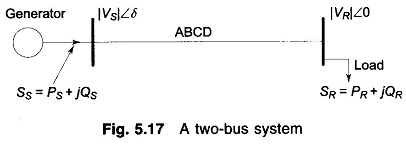 Generator
|V_S|∠δ
ABCD
|V_R|∠0
Load
S_S = P_S + jQ_S
S_R = P_R + jQ_R
Fig. 5.17 A two-bus system